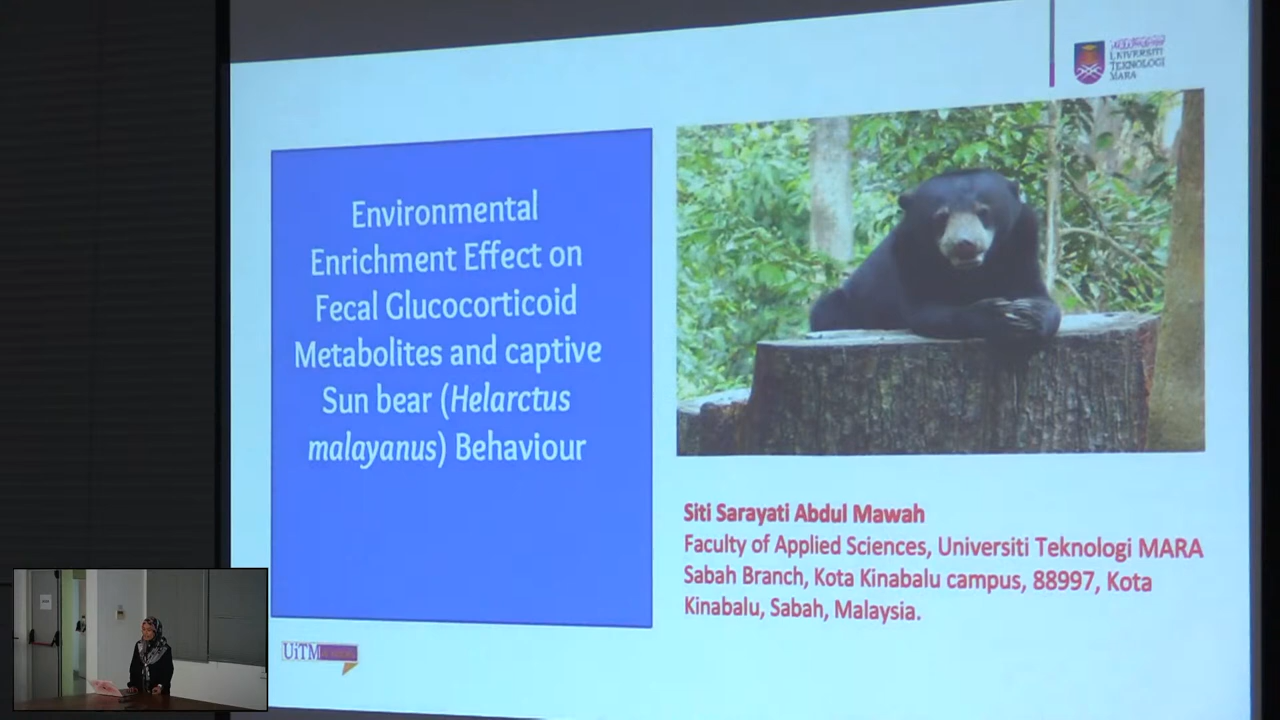 UNIVERSITI
TEKNOLOGI
MARA
Environmental
Enrichment Effect on
Fecal Glucocorticoid
Metabolites and captive
Sun bear (Helarctus
malayanus) Behaviour
Siti Sarayati Abdul Mawah
Faculty of Applied Sciences, Universiti Teknologi MARA
Sabah Branch, Kota Kinabalu campus, 88997, Kota
Kinabalu, Sabah, Malaysia.
UiTM